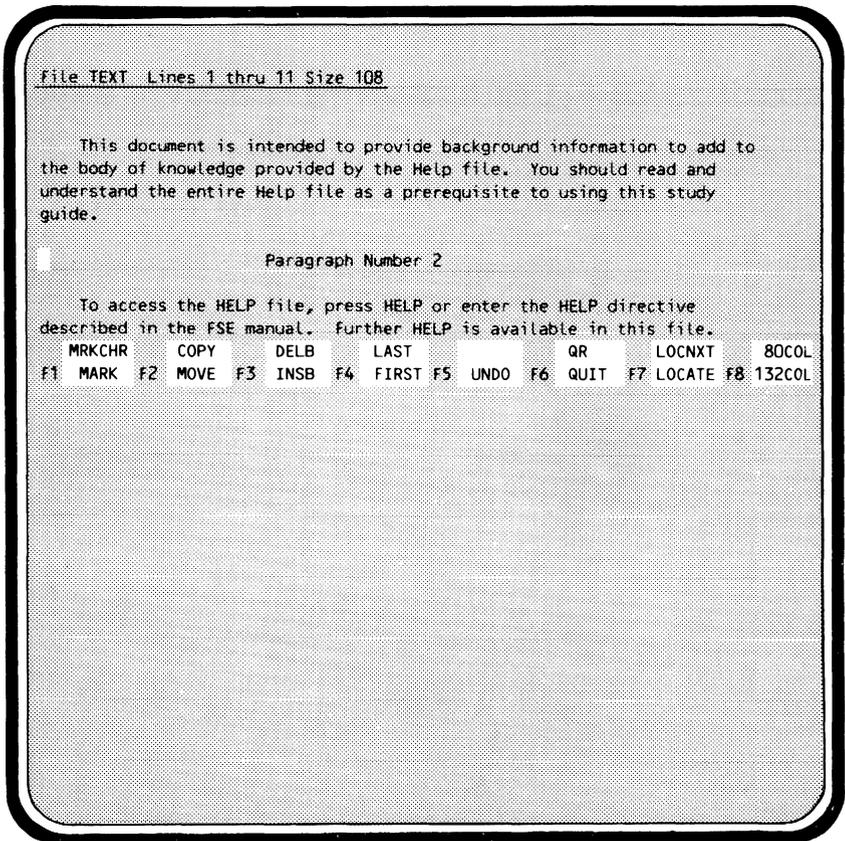 File TEXT  Lines 1 thru 11 Size 108
    This document is intended to provide background information to add to
the body of knowledge provided by the Help file.  You should read and
understand the entire Help file as a prerequisite to using this study
guide.
Paragraph Number 2
    To access the HELP file, press HELP or enter the HELP directive
described in the FSE manual.  Further HELP is available in this file.
MRKCHR COPY DELB LAST QR LOCNXT 80COL
F1 MARK F2 MOVE F3 INSB F4 FIRST F5 UNDO F6 QUIT F7 LOCATE F8 132COL